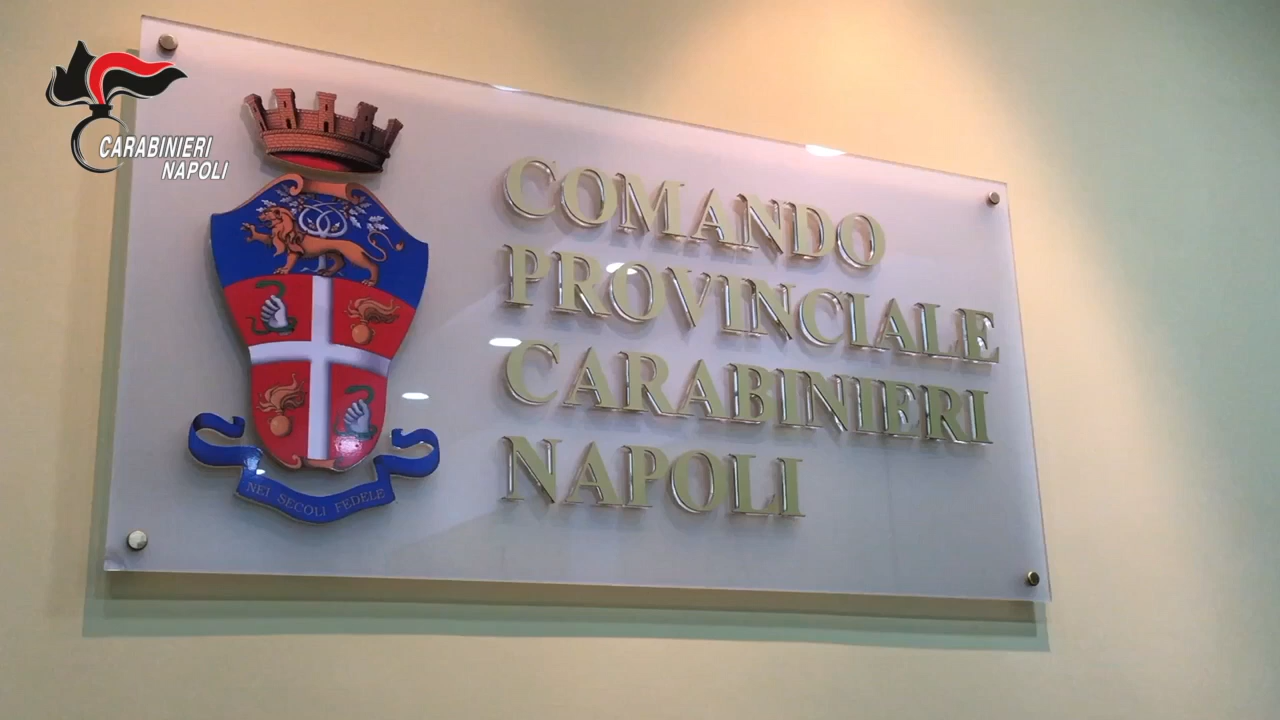 CARABINIERI
NAPOLI
COMANDO
PROVINCIALE
CARABINIERI
NAPOLI
NEI SECOLI FEDELE